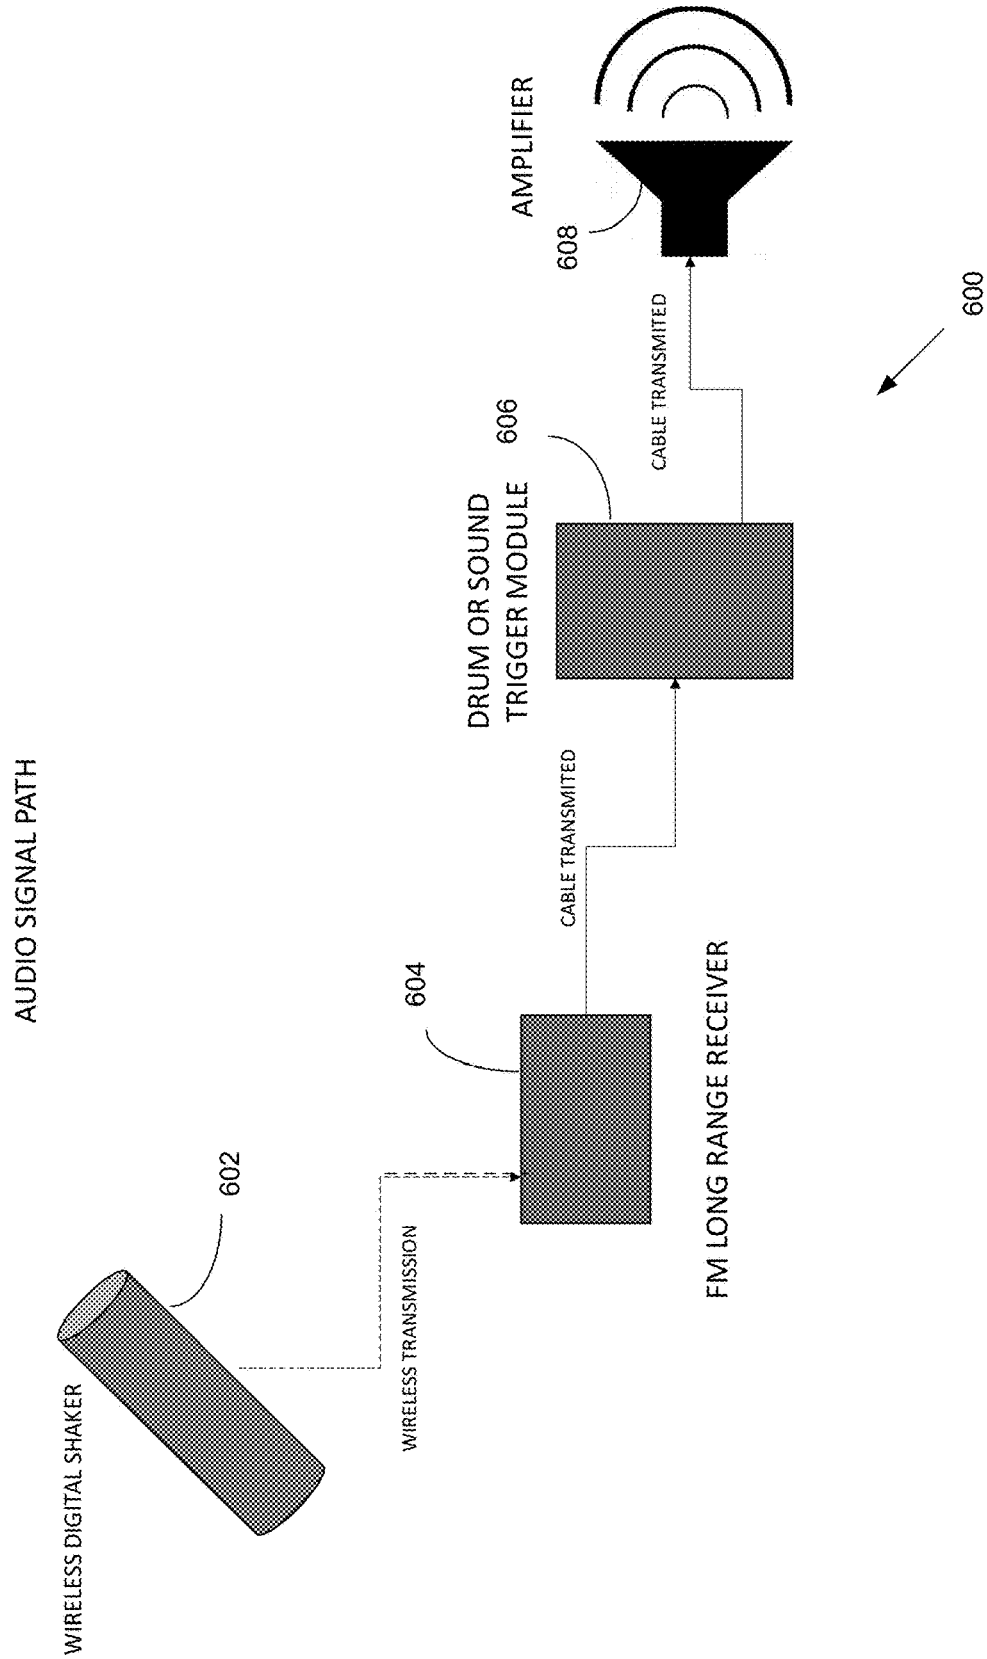 AUDIO SIGNAL PATH
WIRELESS DIGITAL SHAKER
602
WIRELESS TRANSMISSION
604
FM LONG RANGE RECEIVER
CABLE TRANSMITED
DRUM OR SOUND
TRIGGER MODULE
606
CABLE TRANSMITED
AMPLIFIER
608
600